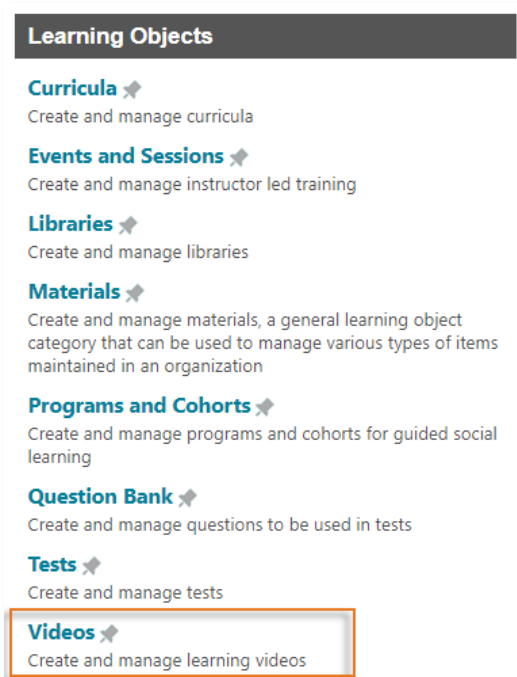 Learning Objects
Curricula
Create and manage curricula
Events and Sessions
Create and manage instructor led training
Libraries
Create and manage libraries
Materials
Create and manage materials, a general learning object
category that can be used to manage various types of items
maintained in an organization
Programs and Cohorts
Create and manage programs and cohorts for guided social
learning
Question Bank
Create and manage questions to be used in tests
Tests
Create and manage tests
Videos
Create and manage learning videos